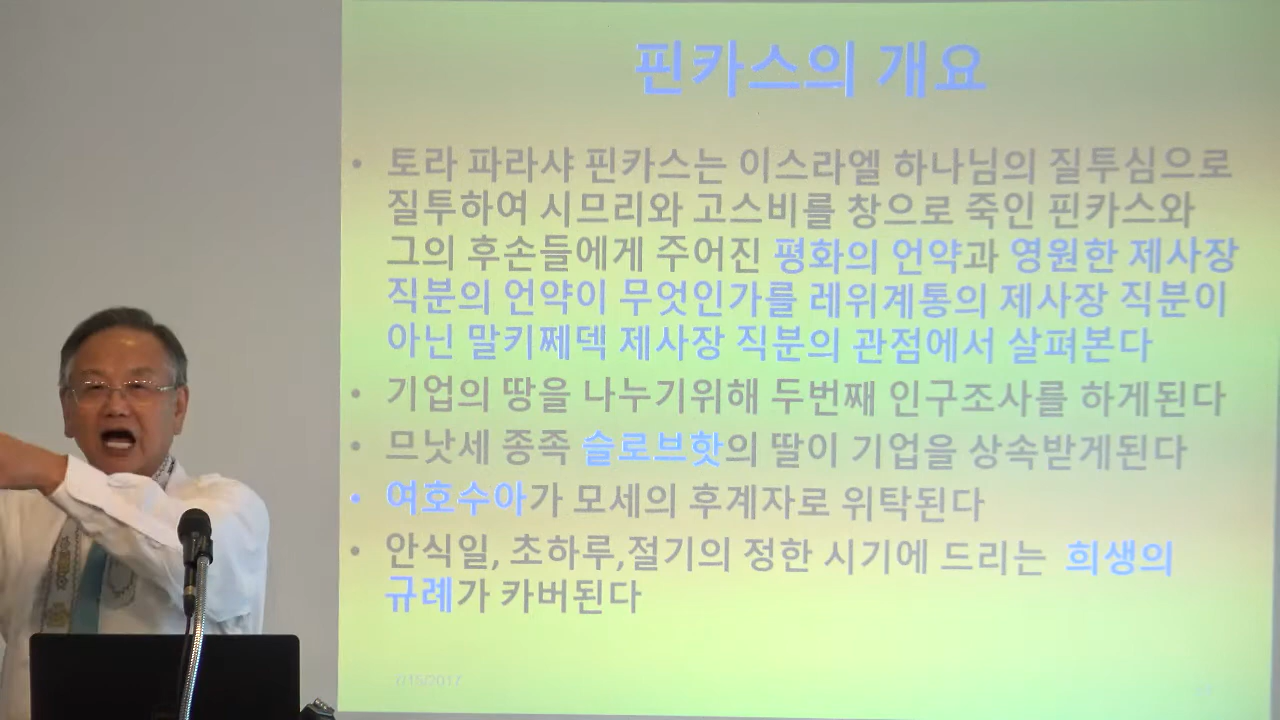 핀카스의 개요
• 토라 파라샤 핀카스는 이스라엘 하나님의 질투심으로
질투하여 시므리와 고스비를 창으로 죽인 핀카스와
그의 후손들에게 주어진 평화의 언약과 영원한 제사장
직분의 언약이 무엇인가를 레위계통의 제사장 직분이
아닌 말키쩨덱 제사장 직분의 관점에서 살펴본다
• 기업의 땅을 나누기위해 두번째 인구조사를 하게된다
• 므낫세 종족 슬로브핫의 딸이 기업을 상속받게된다
• 여호수아가 모세의 후계자로 위탁된다
• 안식일, 초하루,절기의 정한 시기에 드리는 희생의
규례가 카버된다